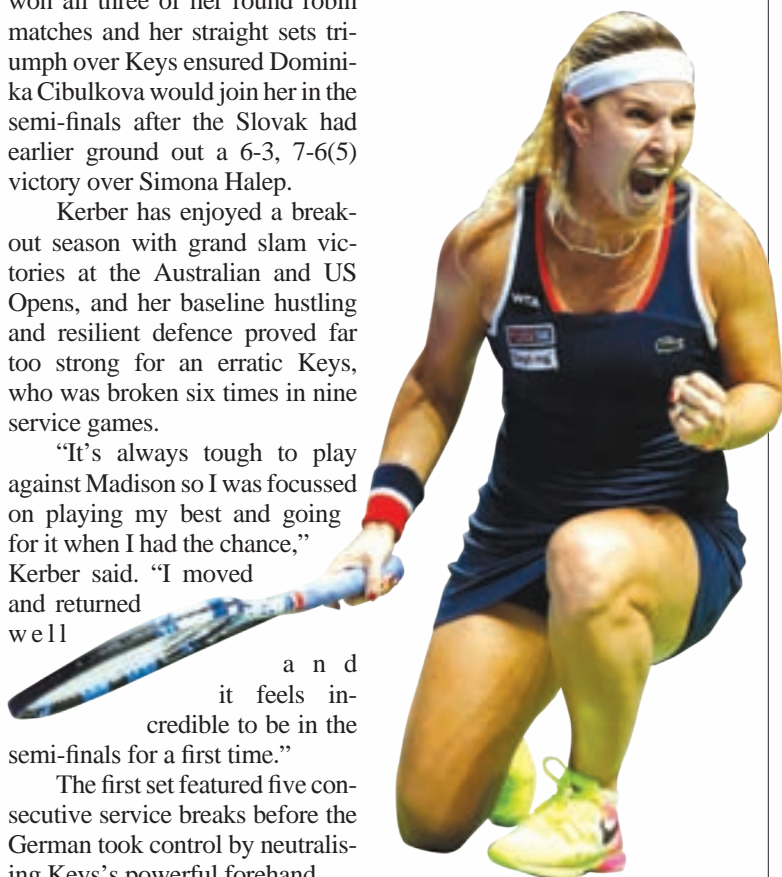 won all three of her round robin
matches and her straight sets tri-
umph over Keys ensured Domini-
ka Cibulkova would join her in the
semi-finals after the Slovak had
earlier ground out a 6-3, 7-6(5)
victory over Simona Halep.
Kerber has enjoyed a break-
out season with grand slam vic-
tories at the Australian and US
Opens, and her baseline hustling
and resilient defence proved far
too strong for an erratic Keys,
who was broken six times in nine
service games.
“It’s always tough to play
against Madison so I was focussed
on playing my best and going
for it when I had the chance,”
Kerber said. “I moved
and returned
well
and
it feels in-
credible to be in the
semi-finals for a first time.”
The first set featured five con-
secutive service breaks before the
German took control by neutralis-
ing Keys’s powerful forehand
WTA